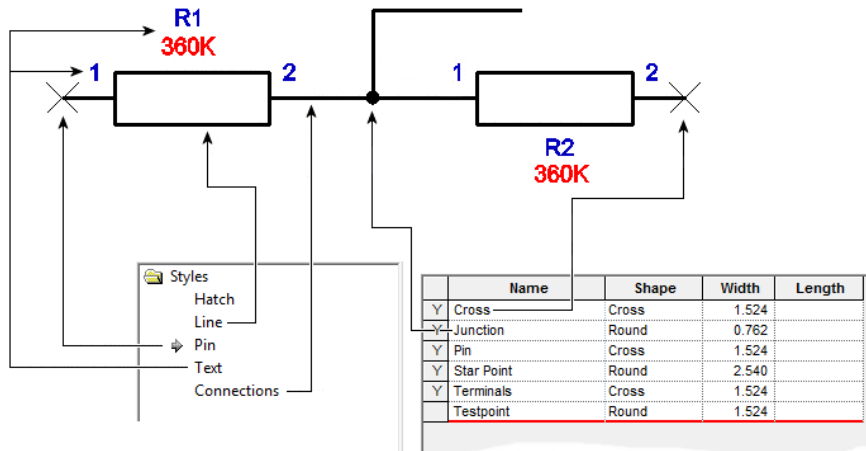 R1
360K
1 2 1 2
R2
360K
Styles
Hatch
Line
Pin
Text
Connections
Name Shape Width Length
Y Cross Cross 1.524
Y Junction Round 0.762
Y Pin Cross 1.524
Y Star Point Round 2.540
Y Terminals Cross 1.524
Testpoint Round 1.524